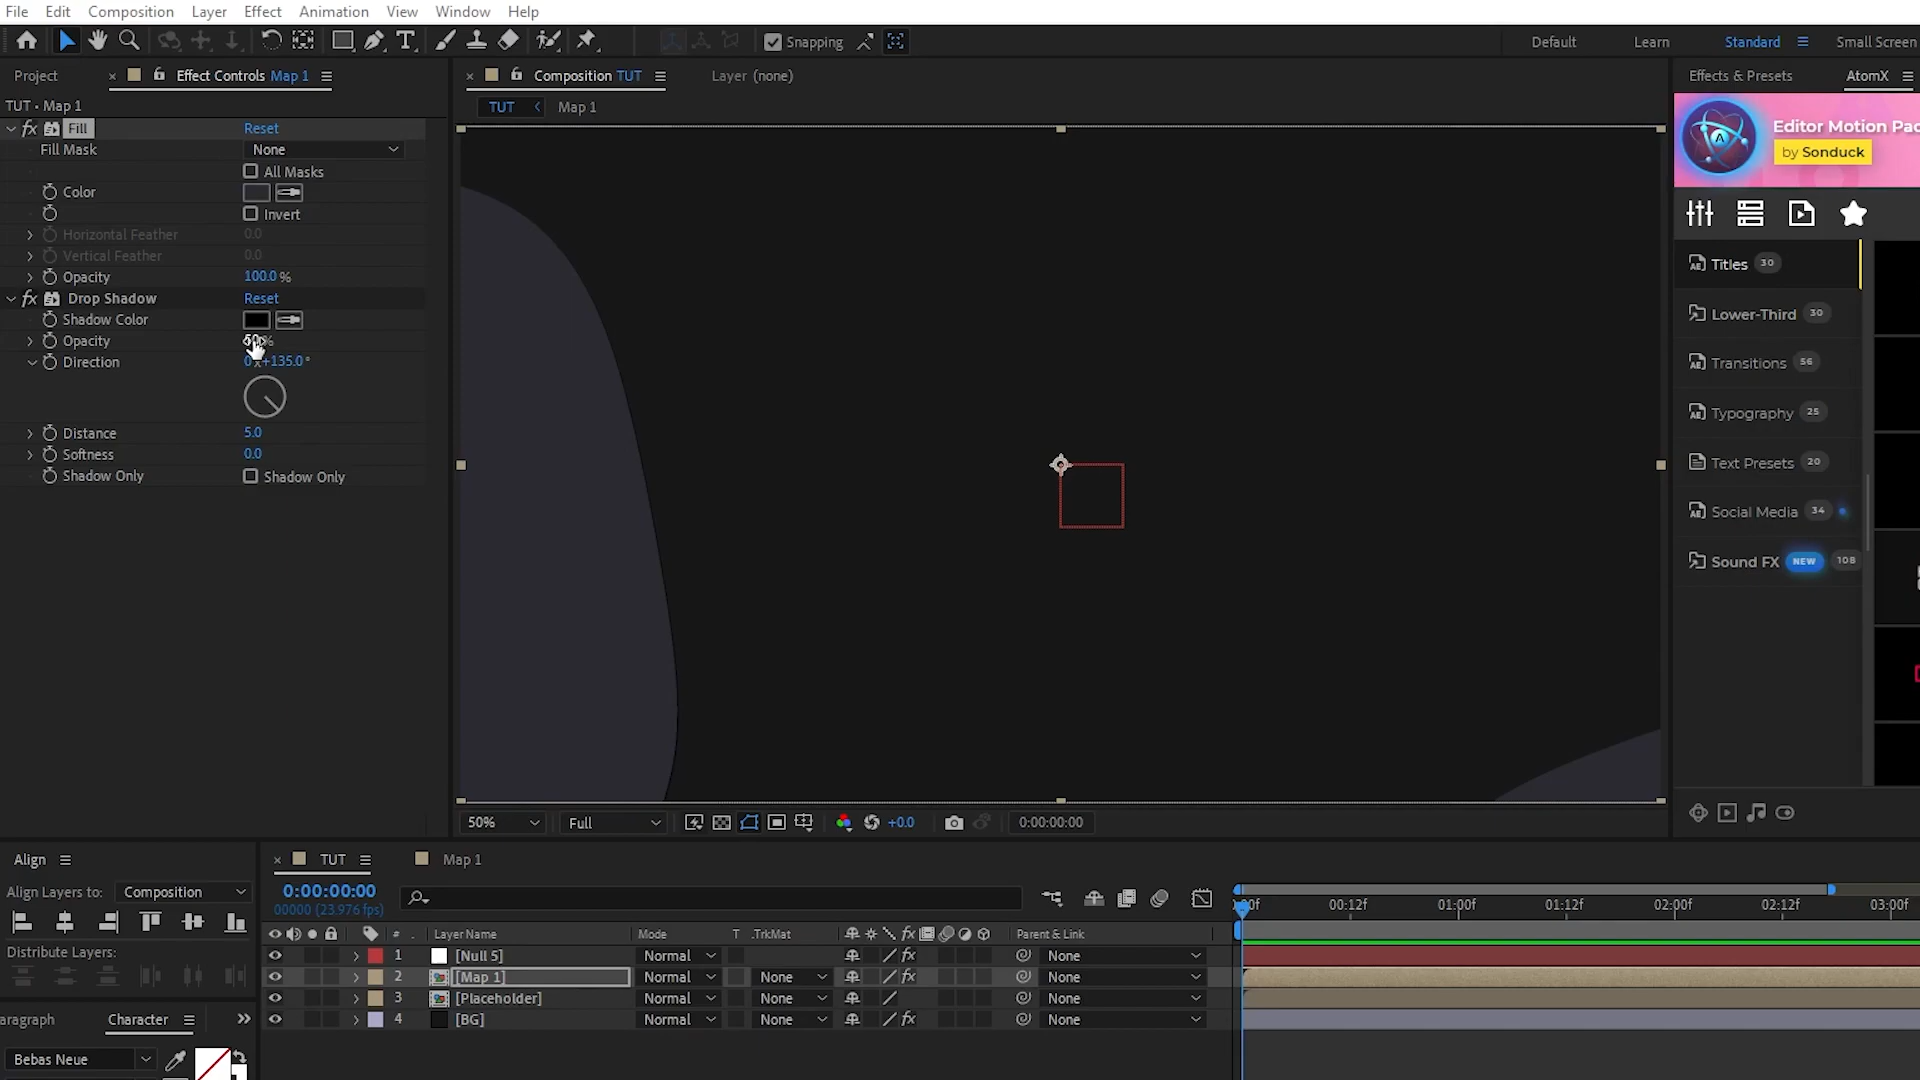 File Edit Composition Layer Effect Animation View Window Help
Snapping
Default Learn Standard Small Screen
Project Effect Controls Map 1
Composition TUT Layer (none)
Effects & Presets AtomX
TUT • Map 1
TUT Map 1
fx Fill Reset
Fill Mask None
All Masks
Color
Invert
Horizontal Feather 0.0
Vertical Feather 0.0
Opacity 100.0 %
fx Drop Shadow Reset
Shadow Color
Opacity %
Direction 0 x +135.0 °
Distance 5.0
Softness 0.0
Shadow Only Shadow Only
Editor Motion Pac
by Sonduck
Titles 30
Lower-Third 30
Transitions 56
Typography 25
Text Presets 20
Social Media 34
Sound FX NEW 108
50% Full +0.0 0:00:00:00
Align
Align Layers to: Composition
Distribute Layers:
aragraph Character
Bebas Neue
TUT Map 1
0:00:00:00
00000 (23.976 fps)
00f 00:12f 01:00f 01:12f 02:00f 02:12f 03:00f
# Layer Name Mode T .TrkMat fx Parent & Link
1 [Null 5] Normal fx None
2 [Map 1] Normal None fx None
3 [Placeholder] Normal None None
4 [BG] Normal None fx None